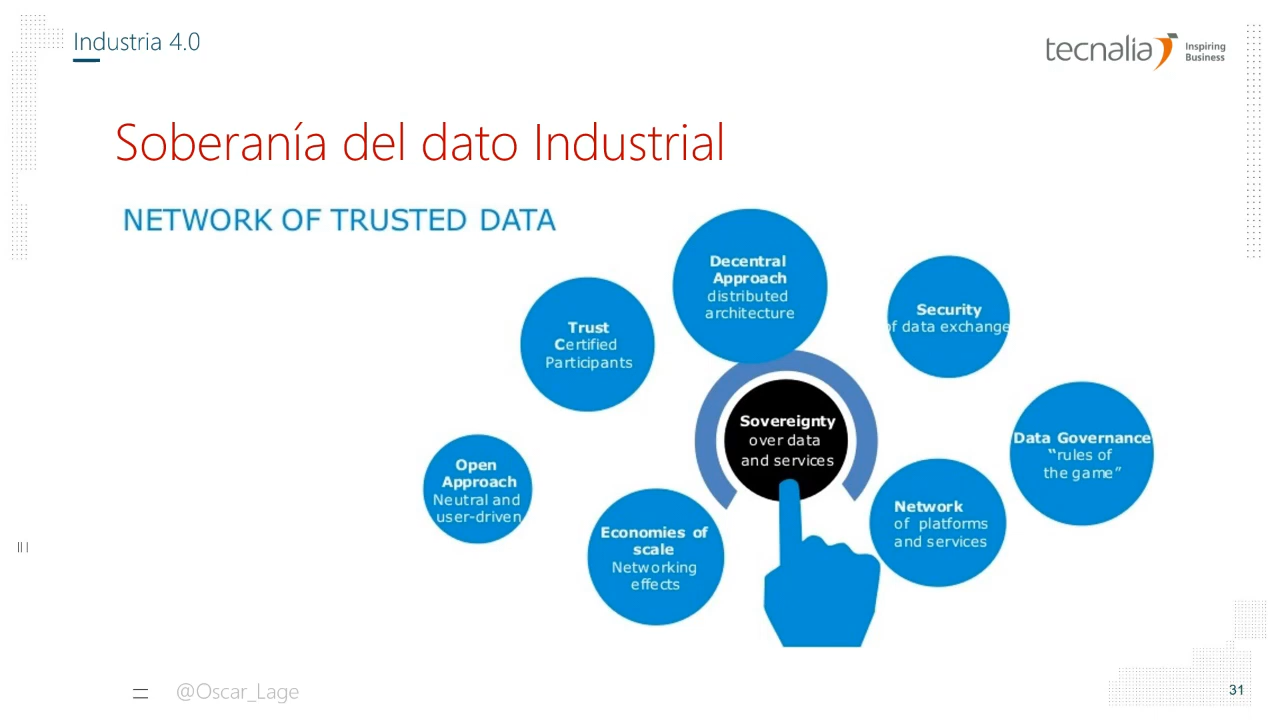 Industria 4.0
tecnalia Inspiring
Business
Soberanía del dato Industrial
NETWORK OF TRUSTED DATA
Decentral
Approach
distributed
architecture
Security
of data exchange
Trust
Certified
Participants
Sovereignty
over data
and services
Data Governance
“rules of
the game”
Open
Approach
Neutral and
user-driven
Network
of platforms
and services
Economies of
scale
Networking
effects
@Oscar_Lage
31